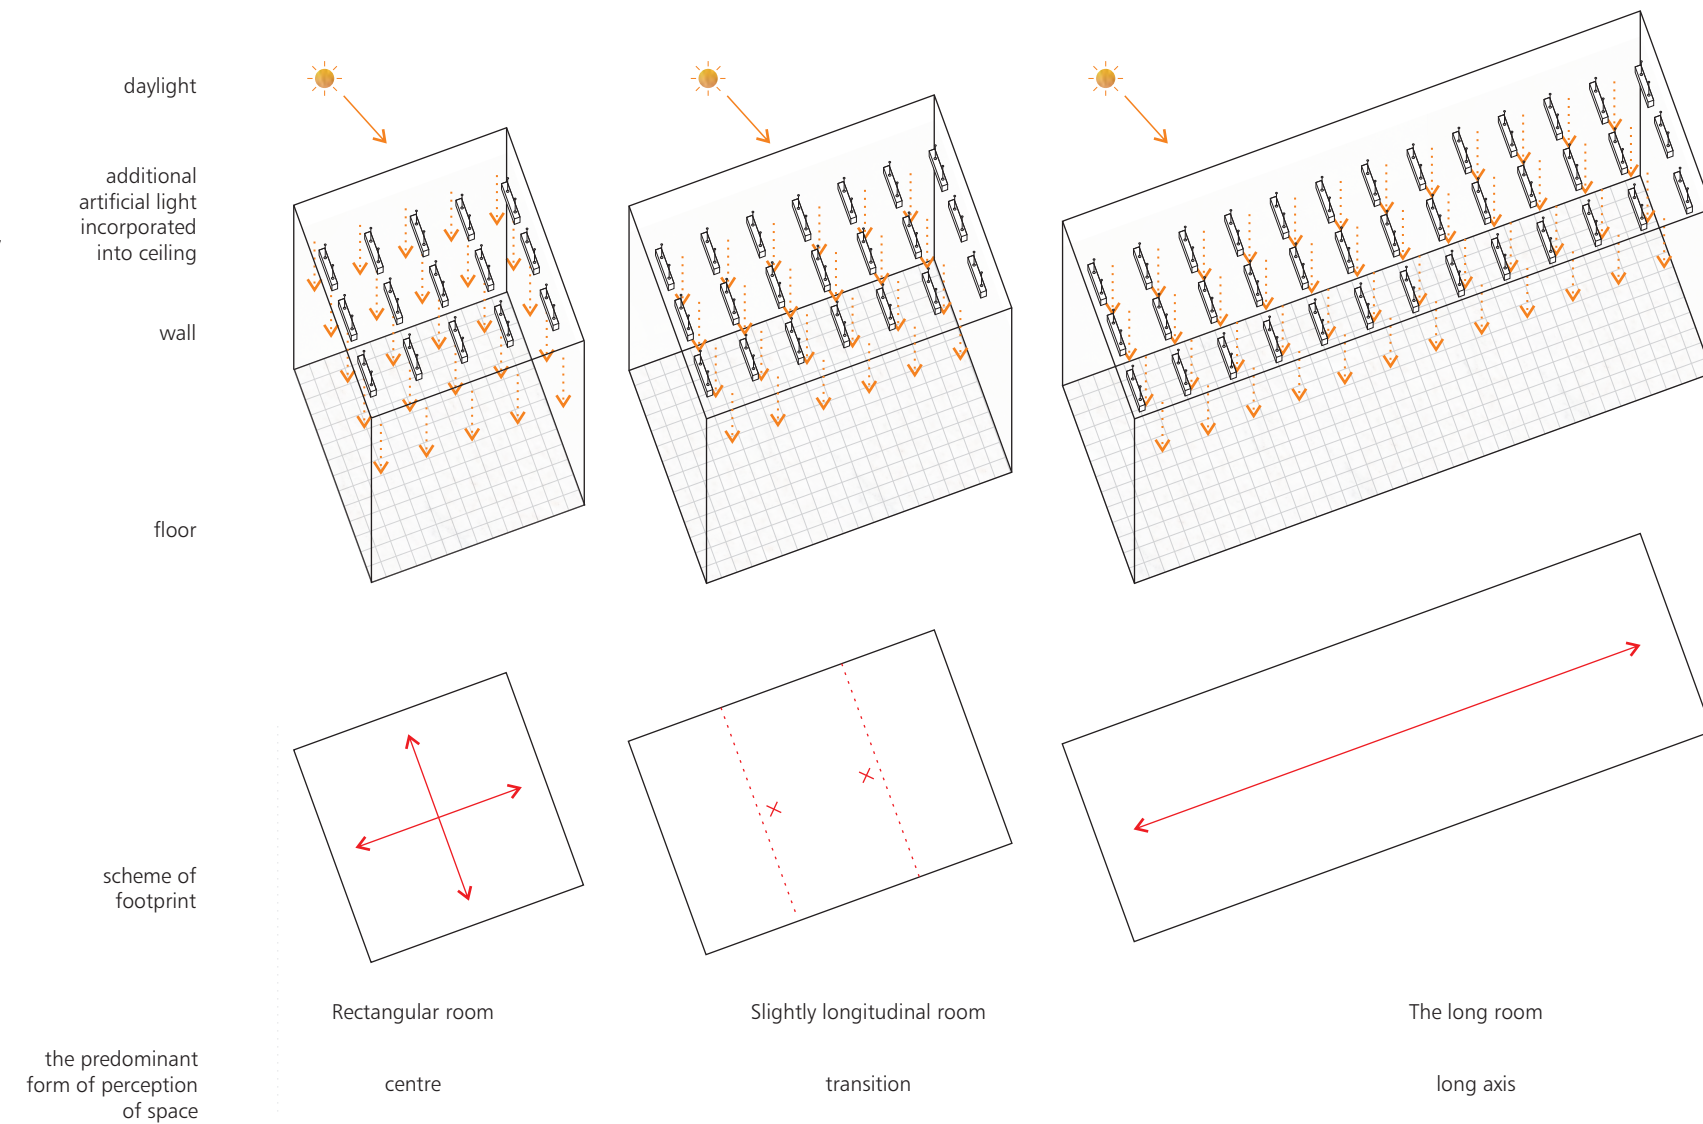 daylight
additional
artificial light
incorporated
into ceiling
wall
floor
scheme of
footprint
Rectangular room
Slightly longitudinal room
The long room
the predominant
form of perception
of space
centre
transition
long axis